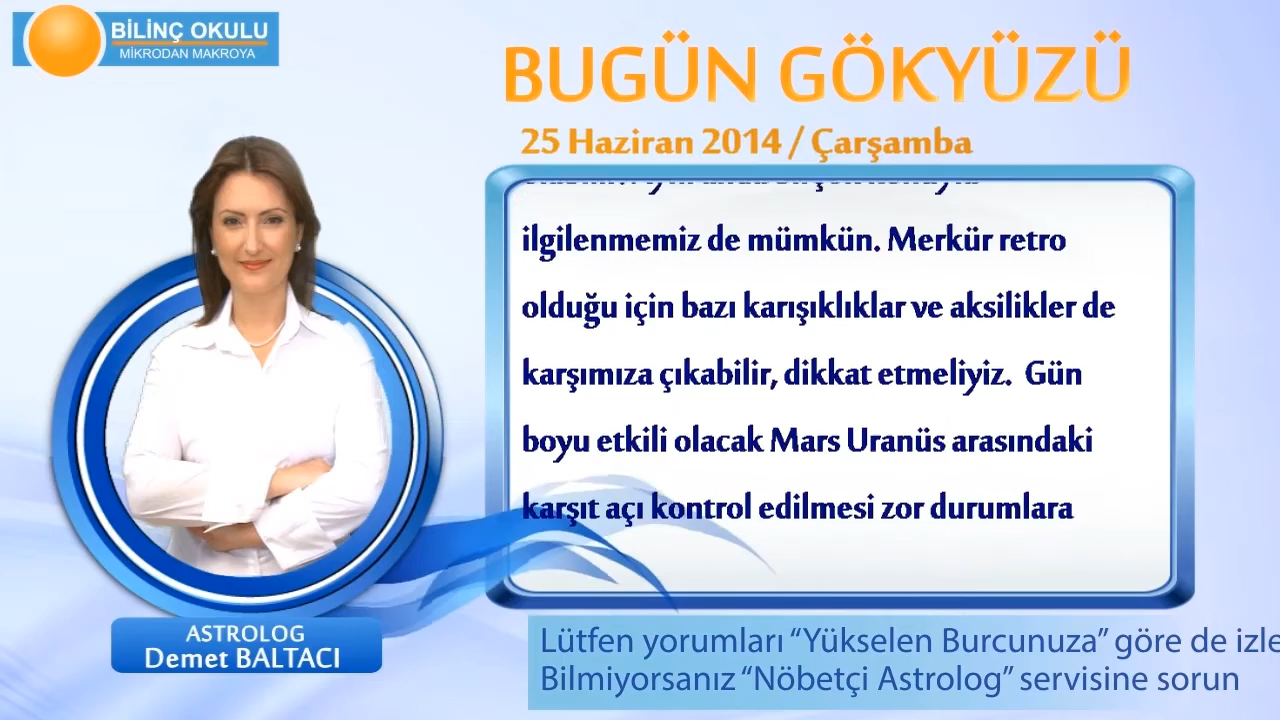 BİLİNÇ OKULU
MİKRODAN MAKROYA
BUGÜN GÖKYÜZÜ
25 Haziran 2014 / Çarşamba
ilgilenmemiz de mümkün. Merkür retro
olduğu için bazı karışıklıklar ve aksilikler de
karşımıza çıkabilir, dikkat etmeliyiz. Gün
boyu etkili olacak Mars Uranüs arasındaki
karşıt açı kontrol edilmesi zor durumlara
ASTROLOG
Demet BALTACI
Lütfen yorumları “Yükselen Burcunuza” göre de izle
Bilmiyorsanız “Nöbetçi Astrolog” servisine sorun